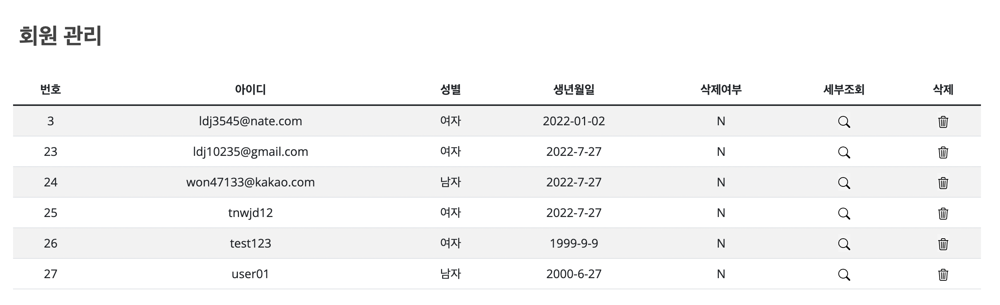 회원 관리
번호 아이디 성별 생년월일 삭제여부 세부조회 삭제
3 ldj3545@nate.com 여자 2022-01-02 N
23 ldj10235@gmail.com 여자 2022-7-27 N
24 won47133@kakao.com 남자 2022-7-27 N
25 tnwjd12 여자 2022-7-27 N
26 test123 여자 1999-9-9 N
27 user01 남자 2000-6-27 N